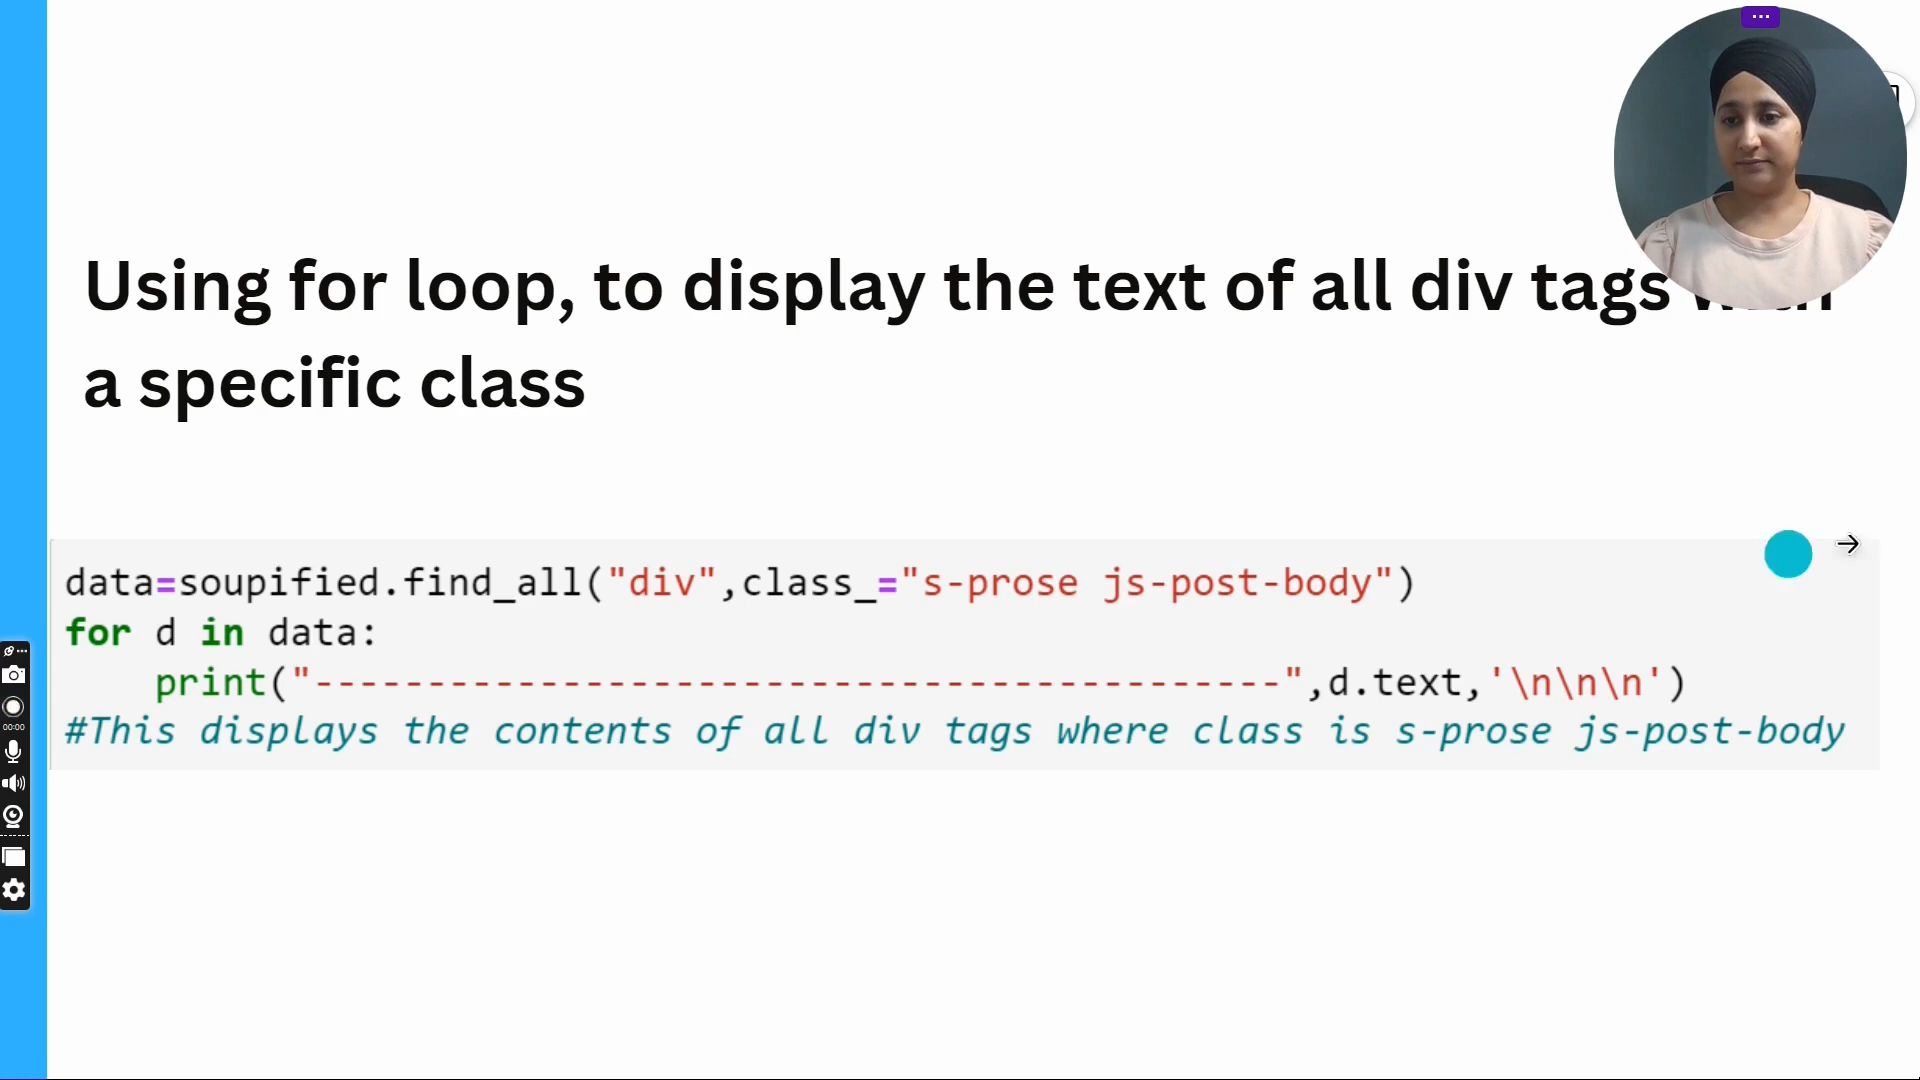 Using for loop, to display the text of all div tags
a specific class
data=soupified.find_all("div",class_="s-prose js-post-body")
for d in data:
    print("-------------------------------------------",d.text,'\n\n\n')
#This displays the contents of all div tags where class is s-prose js-post-body
00:00